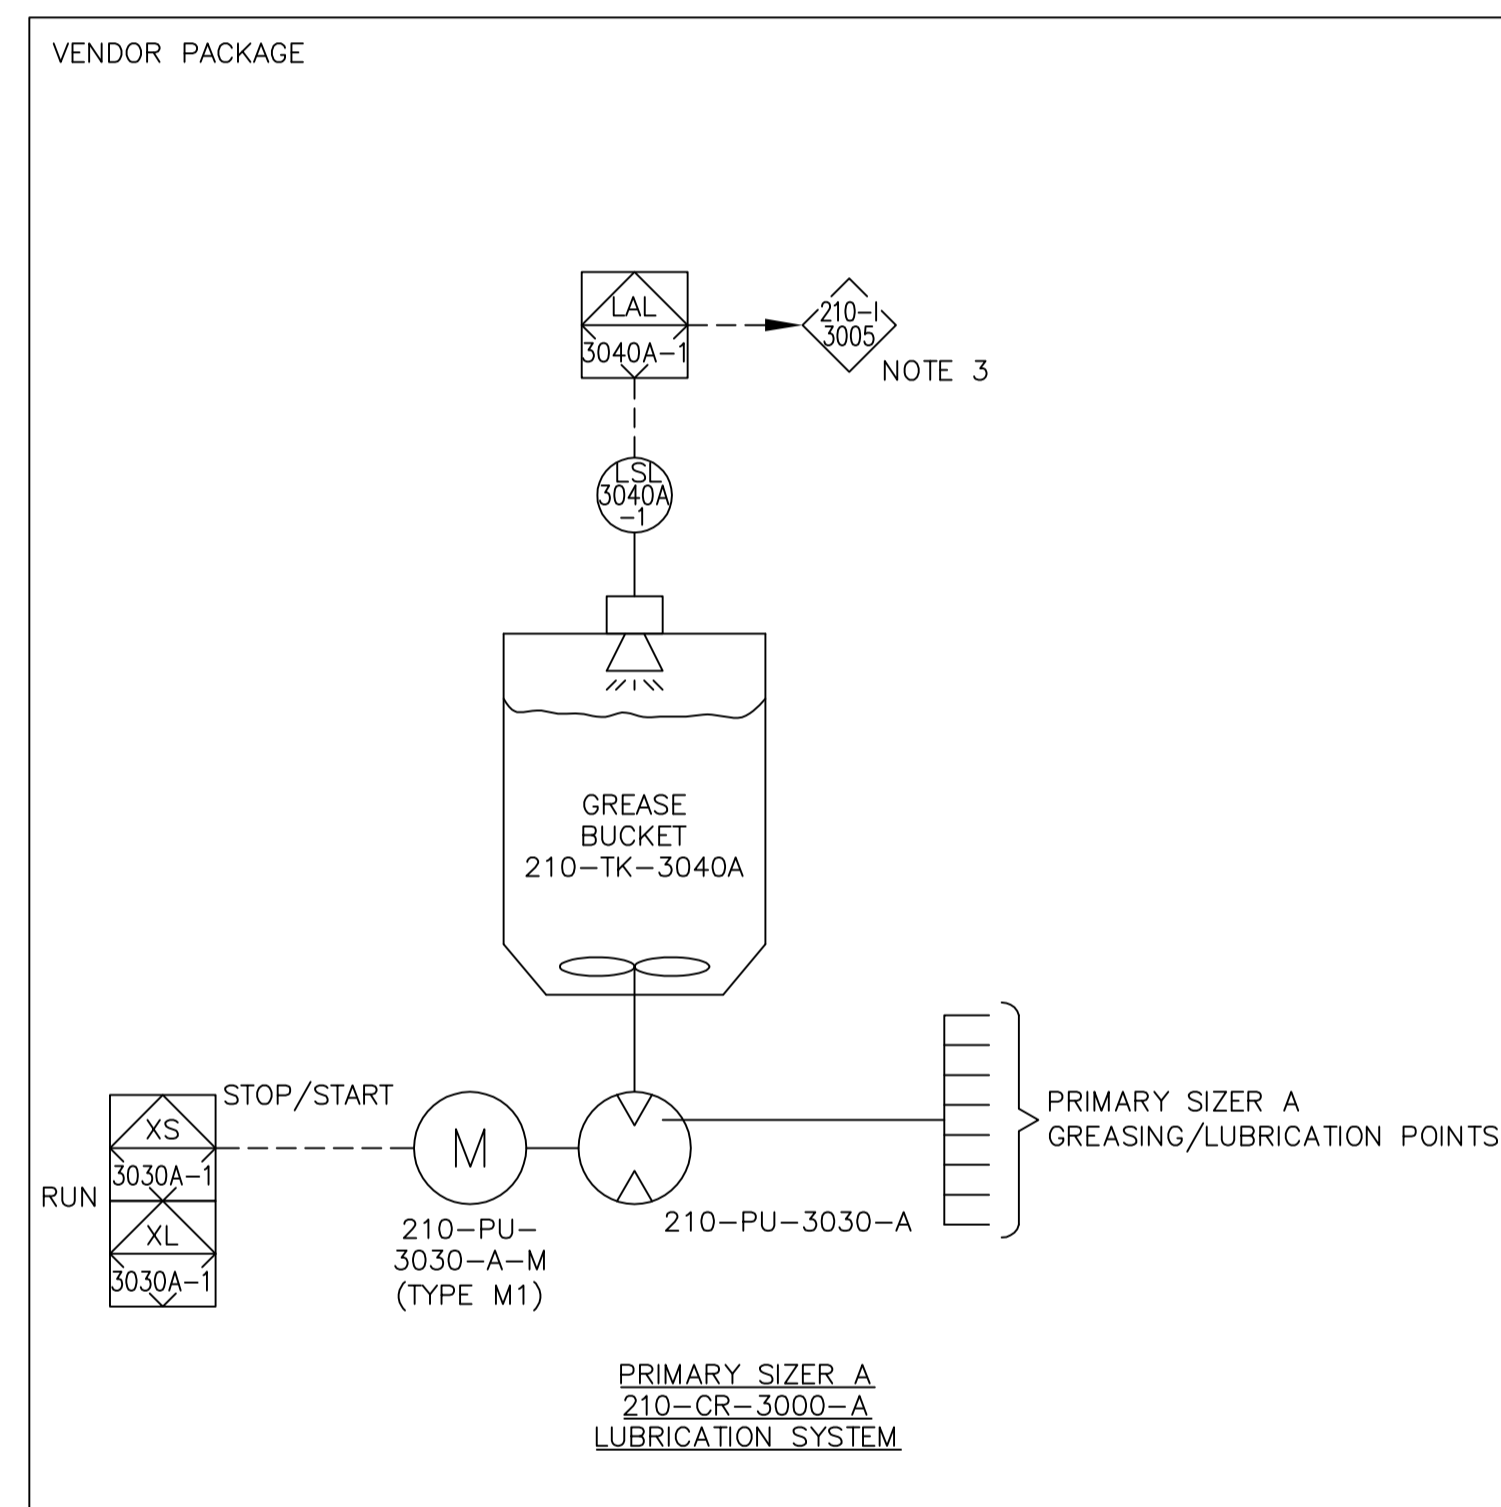 VENDOR PACKAGE
LAL
3040A-1
210-I
3005
NOTE 3
LSL
3040A
-1
GREASE
BUCKET
210-TK-3040A
STOP/START
XS
3030A-1
RUN
XL
3030A-1
M
210-PU-
3030-A-M
(TYPE M1)
210-PU-3030-A
PRIMARY SIZER A
GREASING/LUBRICATION POINTS
PRIMARY SIZER A
210-CR-3000-A
LUBRICATION SYSTEM